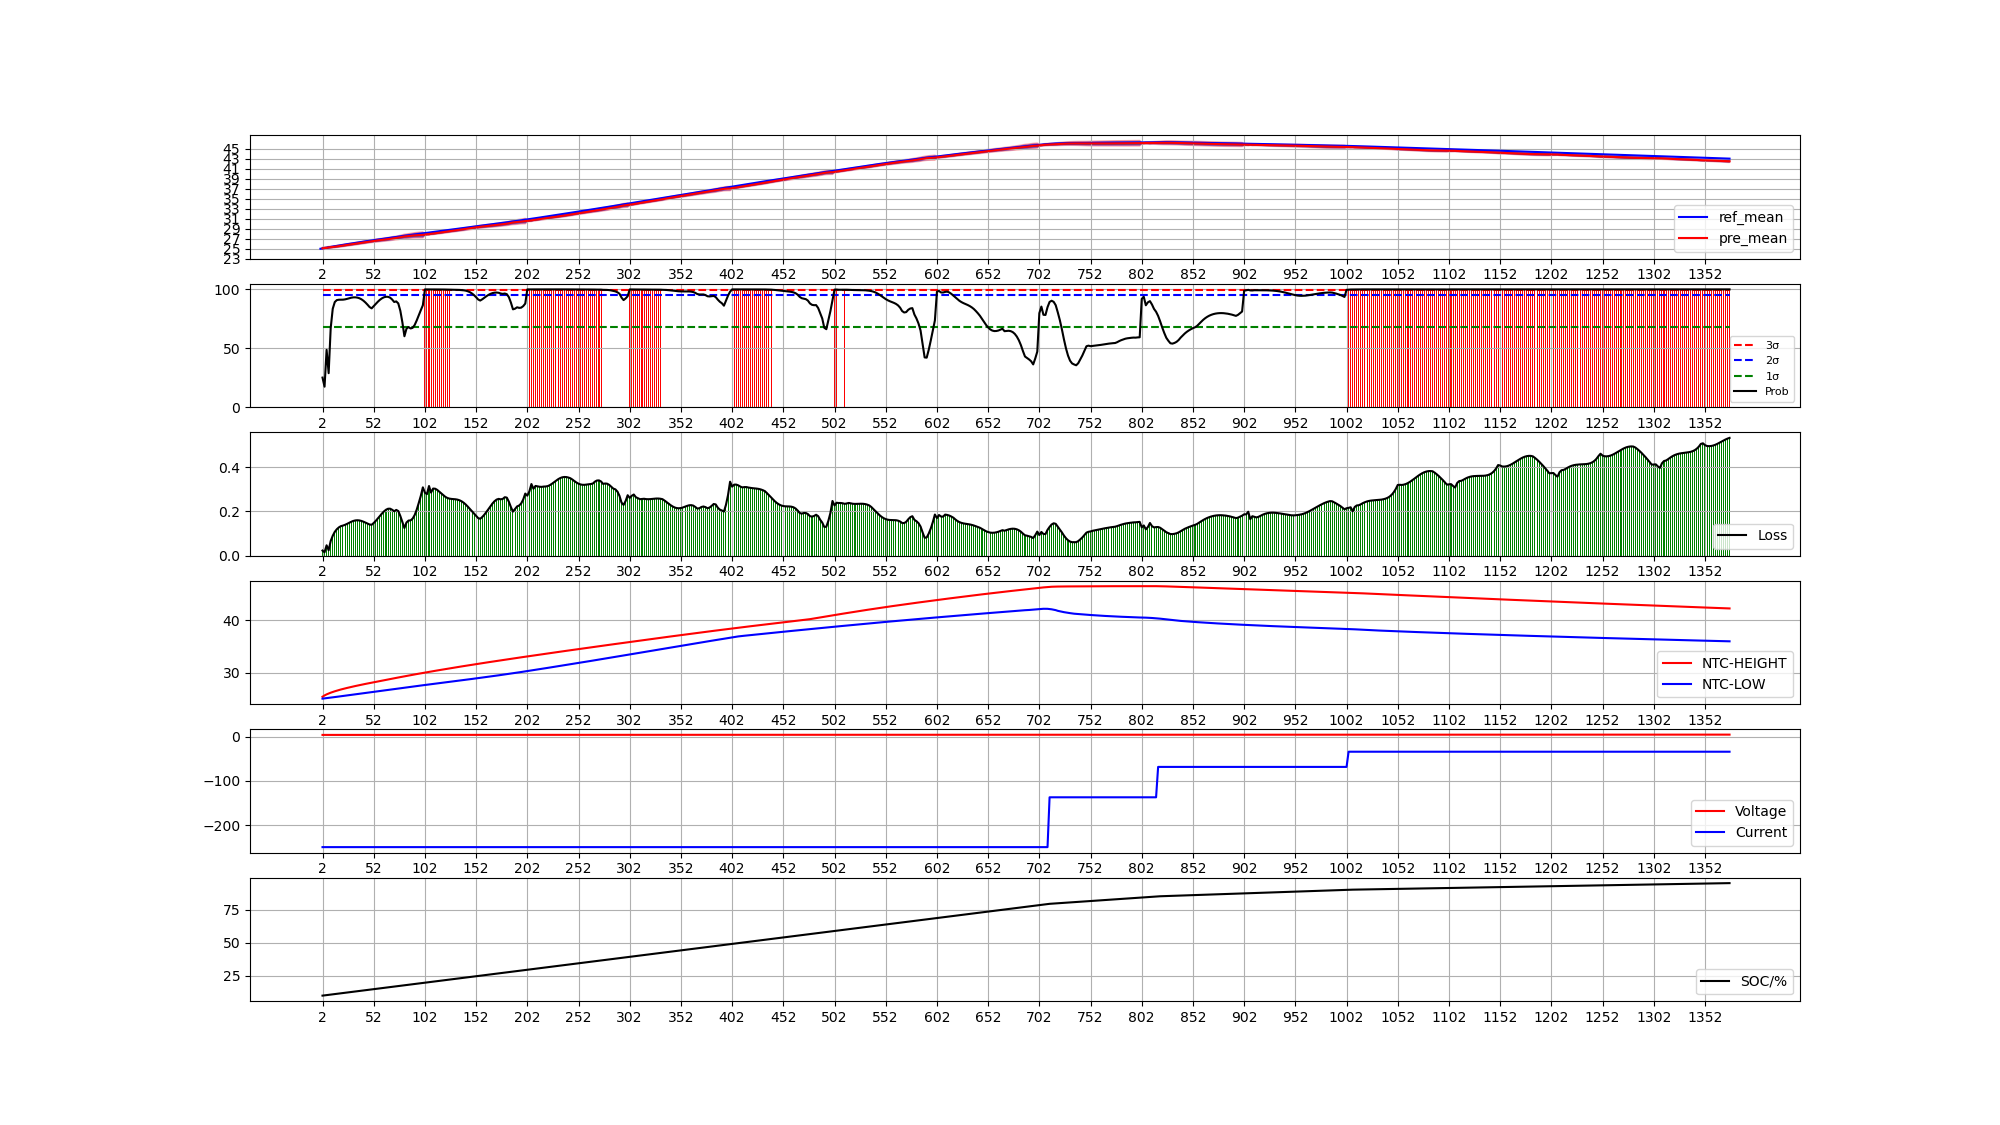 45
43
41
39
37
35
33
31
29
27
25
23
ref_mean
pre_mean
2 52 102 152 202 252 302 352 402 452 502 552 602 652 702 752 802 852 902 952 1002 1052 1102 1152 1202 1252 1302 1352
100
50
0
3σ
2σ
1σ
Prob
2 52 102 152 202 252 302 352 402 452 502 552 602 652 702 752 802 852 902 952 1002 1052 1102 1152 1202 1252 1302 1352
0.4
0.2
0.0
Loss
2 52 102 152 202 252 302 352 402 452 502 552 602 652 702 752 802 852 902 952 1002 1052 1102 1152 1202 1252 1302 1352
40
30
NTC-HEIGHT
NTC-LOW
2 52 102 152 202 252 302 352 402 452 502 552 602 652 702 752 802 852 902 952 1002 1052 1102 1152 1202 1252 1302 1352
0
−100
−200
Voltage
Current
2 52 102 152 202 252 302 352 402 452 502 552 602 652 702 752 802 852 902 952 1002 1052 1102 1152 1202 1252 1302 1352
75
50
25
SOC/%
2 52 102 152 202 252 302 352 402 452 502 552 602 652 702 752 802 852 902 952 1002 1052 1102 1152 1202 1252 1302 1352